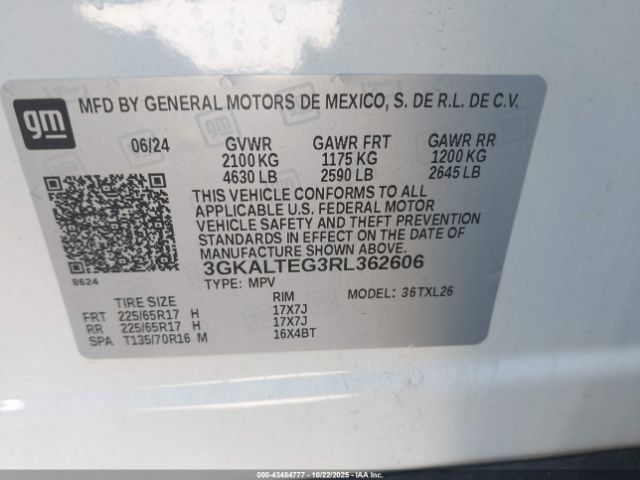 gm
MFD BY GENERAL MOTORS DE MEXICO, S. DE R.L. DE C.V.
06/24 GVWR GAWR FRT GAWR RR
2100 KG 1175 KG 1200 KG
4630 LB 2590 LB 2645 LB
THIS VEHICLE CONFORMS TO ALL
APPLICABLE U.S. FEDERAL MOTOR
VEHICLE SAFETY AND THEFT PREVENTION
STANDARDS IN EFFECT ON THE DATE
OF MANUFACTURE SHOWN ABOVE.
3GKALTEG3RL362606
8624
TYPE: MPV MODEL: 36TXL26
TIRE SIZE RIM
FRT 225/65R17 H 17X7J
RR 225/65R17 H 17X7J
SPA T135/70R16 M 16X4BT
000-43484777 - 10/22/2025 - IAA Inc.